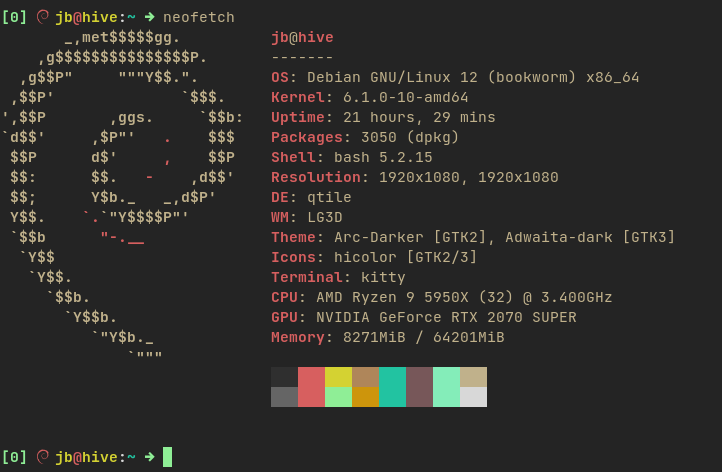 [0] jb@hive:~ ➜ neofetch
       _,met$$$$$gg.          jb@hive
    ,g$$$$$$$$$$$$$$$P.       -------
  ,g$$P"     """Y$$.".        OS: Debian GNU/Linux 12 (bookworm) x86_64
 ,$$P'              `$$$.     Kernel: 6.1.0-10-amd64
',$$P       ,ggs.     `$$b:   Uptime: 21 hours, 29 mins
`d$$'     ,$P"'   .    $$$    Packages: 3050 (dpkg)
 $$P      d$'     ,    $$P    Shell: bash 5.2.15
 $$:      $$.   -    ,d$$'    Resolution: 1920x1080, 1920x1080
 $$;      Y$b._   _,d$P'      DE: qtile
 Y$$.    `.`"Y$$$$P"'         WM: LG3D
 `$$b      "-.__              Theme: Arc-Darker [GTK2], Adwaita-dark [GTK3]
  `Y$$                        Icons: hicolor [GTK2/3]
   `Y$$.                      Terminal: kitty
     `$$b.                    CPU: AMD Ryzen 9 5950X (32) @ 3.400GHz
       `Y$$b.                 GPU: NVIDIA GeForce RTX 2070 SUPER
          `"Y$b._             Memory: 8271MiB / 64201MiB
              `"""
[0] jb@hive:~ ➜